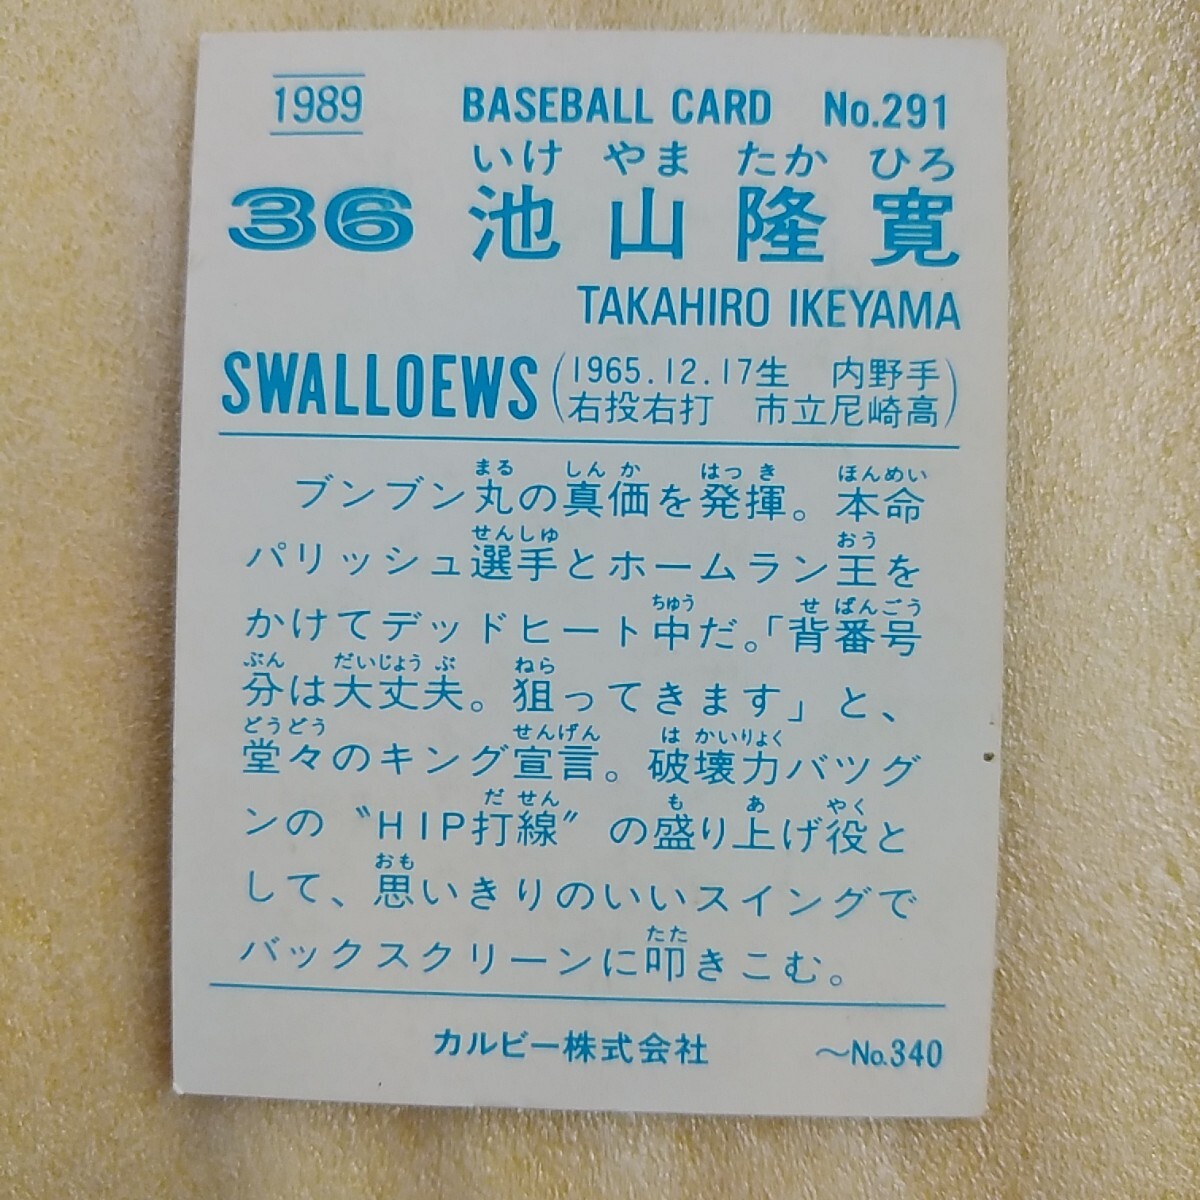 1989 BASEBALL CARD No.291
いけ やま たか ひろ
36 池山隆寛
TAKAHIRO IKEYAMA
SWALLOEWS (1965.12.17生 内野手
右投右打 市立尼崎高)
まる しんか はっき ほんめい
ブンブン丸の真価を発揮。本命
せんしゅ おう
パリッシュ選手とホームラン王を
ちゅう せばんごう
かけてデッドヒート中だ。「背番号
ぶん だいじょうぶ ねら
分は大丈夫。狙ってきます」と、
どうどう せんげん はかいりょく
堂々のキング宣言。破壊力バツグ
だせん も あ やく
ンの〝HIP打線〟の盛り上げ役と
おも
して、思いきりのいいスイングで
たた
バックスクリーンに叩きこむ。
カルビー株式会社 〜No.340